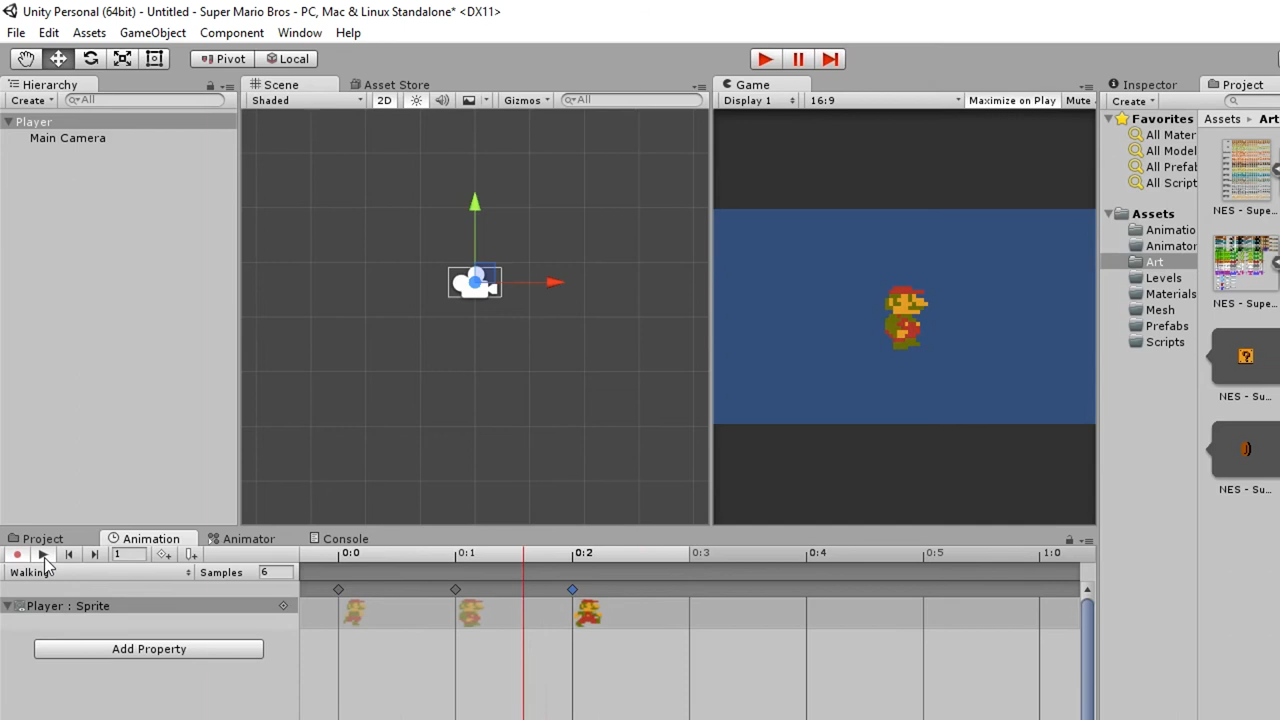 Unity Personal (64bit) - Untitled - Super Mario Bros - PC, Mac & Linux Standalone* <DX11>
File Edit Assets GameObject Component Window Help
Pivot Local
Hierarchy Scene Asset Store Game Inspector Project
Create All Shaded 2D Gizmos All Display 1 16:9 Maximize on Play Mute Create
Player
Main Camera
Favorites
All Mater
All Model
All Prefab
All Script
Assets
Animatio
Animator
Art
Levels
Materials
Mesh
Prefabs
Scripts
Assets Art
NES - Supe...
NES - Supe...
?
NES - Su...
NES - Su...
Project Animation Animator Console
1 0:0 0:1 0:2 0:3 0:4 0:5 1:0
Walking Samples 6
Player : Sprite
Add Property